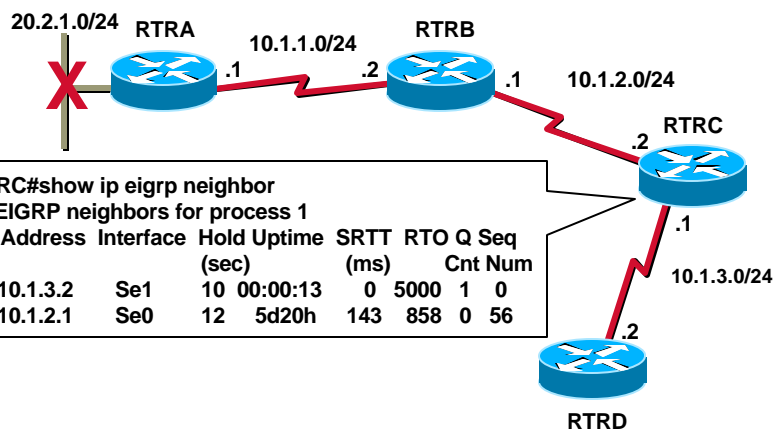 20.2.1.0/24
RTRA
10.1.1.0/24
RTRB
.1
.2
.1
10.1.2.0/24
.2
RTRC
RC#show ip eigrp neighbor
EIGRP neighbors for process 1
Address Interface Hold Uptime SRTT RTO Q Seq
(sec) (ms) Cnt Num
10.1.3.2 Se1 10 00:00:13 0 5000 1 0
10.1.2.1 Se0 12 5d20h 143 858 0 56
.1
10.1.3.0/24
.2
RTRD